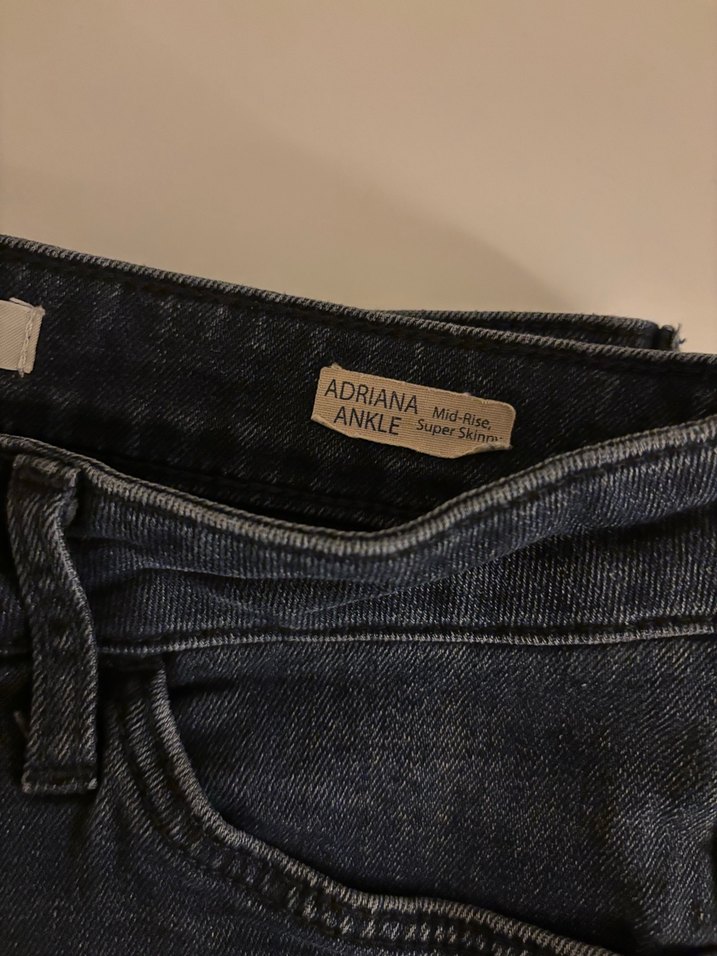 ADRIANA
ANKLE
Mid-Rise,
Super Skinny